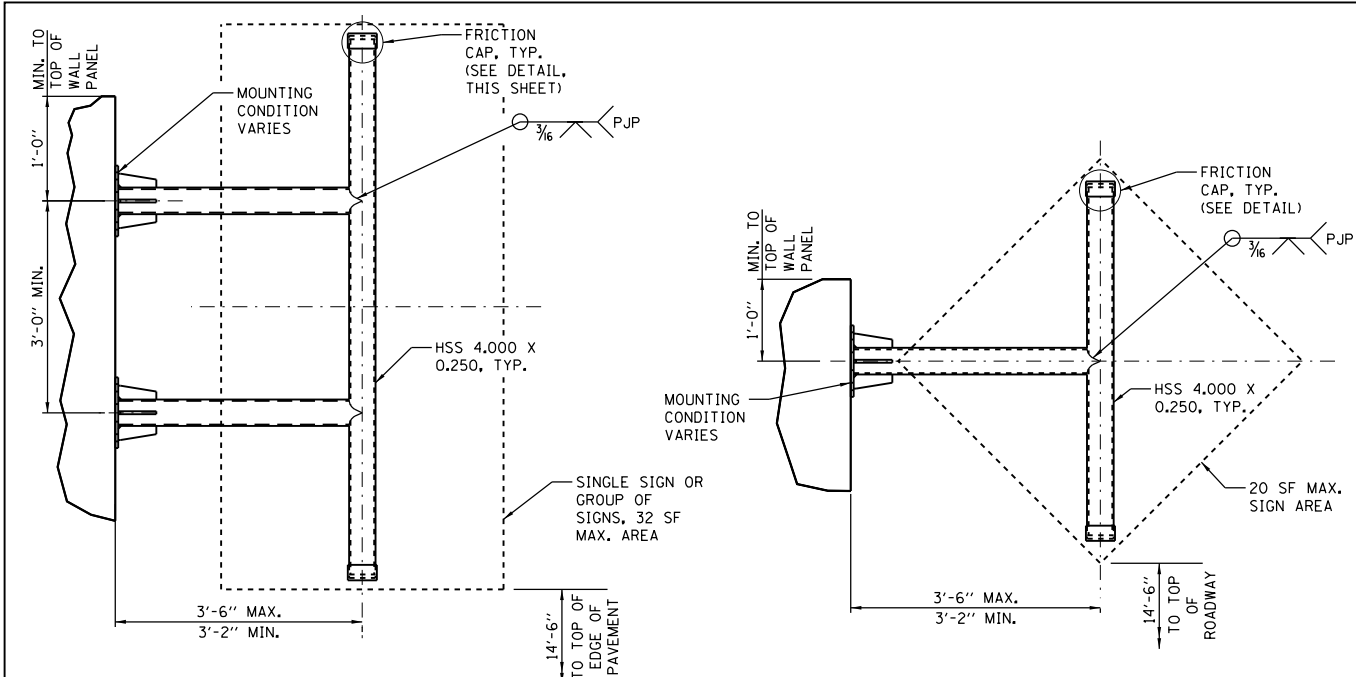 MIN. TO
TOP OF
WALL
PANEL
1'-0"
3'-0" MIN.
MOUNTING
CONDITION
VARIES
FRICTION
CAP, TYP.
(SEE DETAIL,
THIS SHEET)
3/16
PJP
HSS 4.000 X
0.250, TYP.
SINGLE SIGN OR
GROUP OF
SIGNS, 32 SF
MAX. AREA
3'-6" MAX.
3'-2" MIN.
14'-6"
TO TOP OF
EDGE OF
PAVEMENT
MIN. TO
TOP OF
WALL
PANEL
1'-0"
MOUNTING
CONDITION
VARIES
FRICTION
CAP, TYP.
(SEE DETAIL)
3/16
PJP
HSS 4.000 X
0.250, TYP.
20 SF MAX.
SIGN AREA
3'-6" MAX.
3'-2" MIN.
14'-6"
TO TOP
OF
ROADWAY